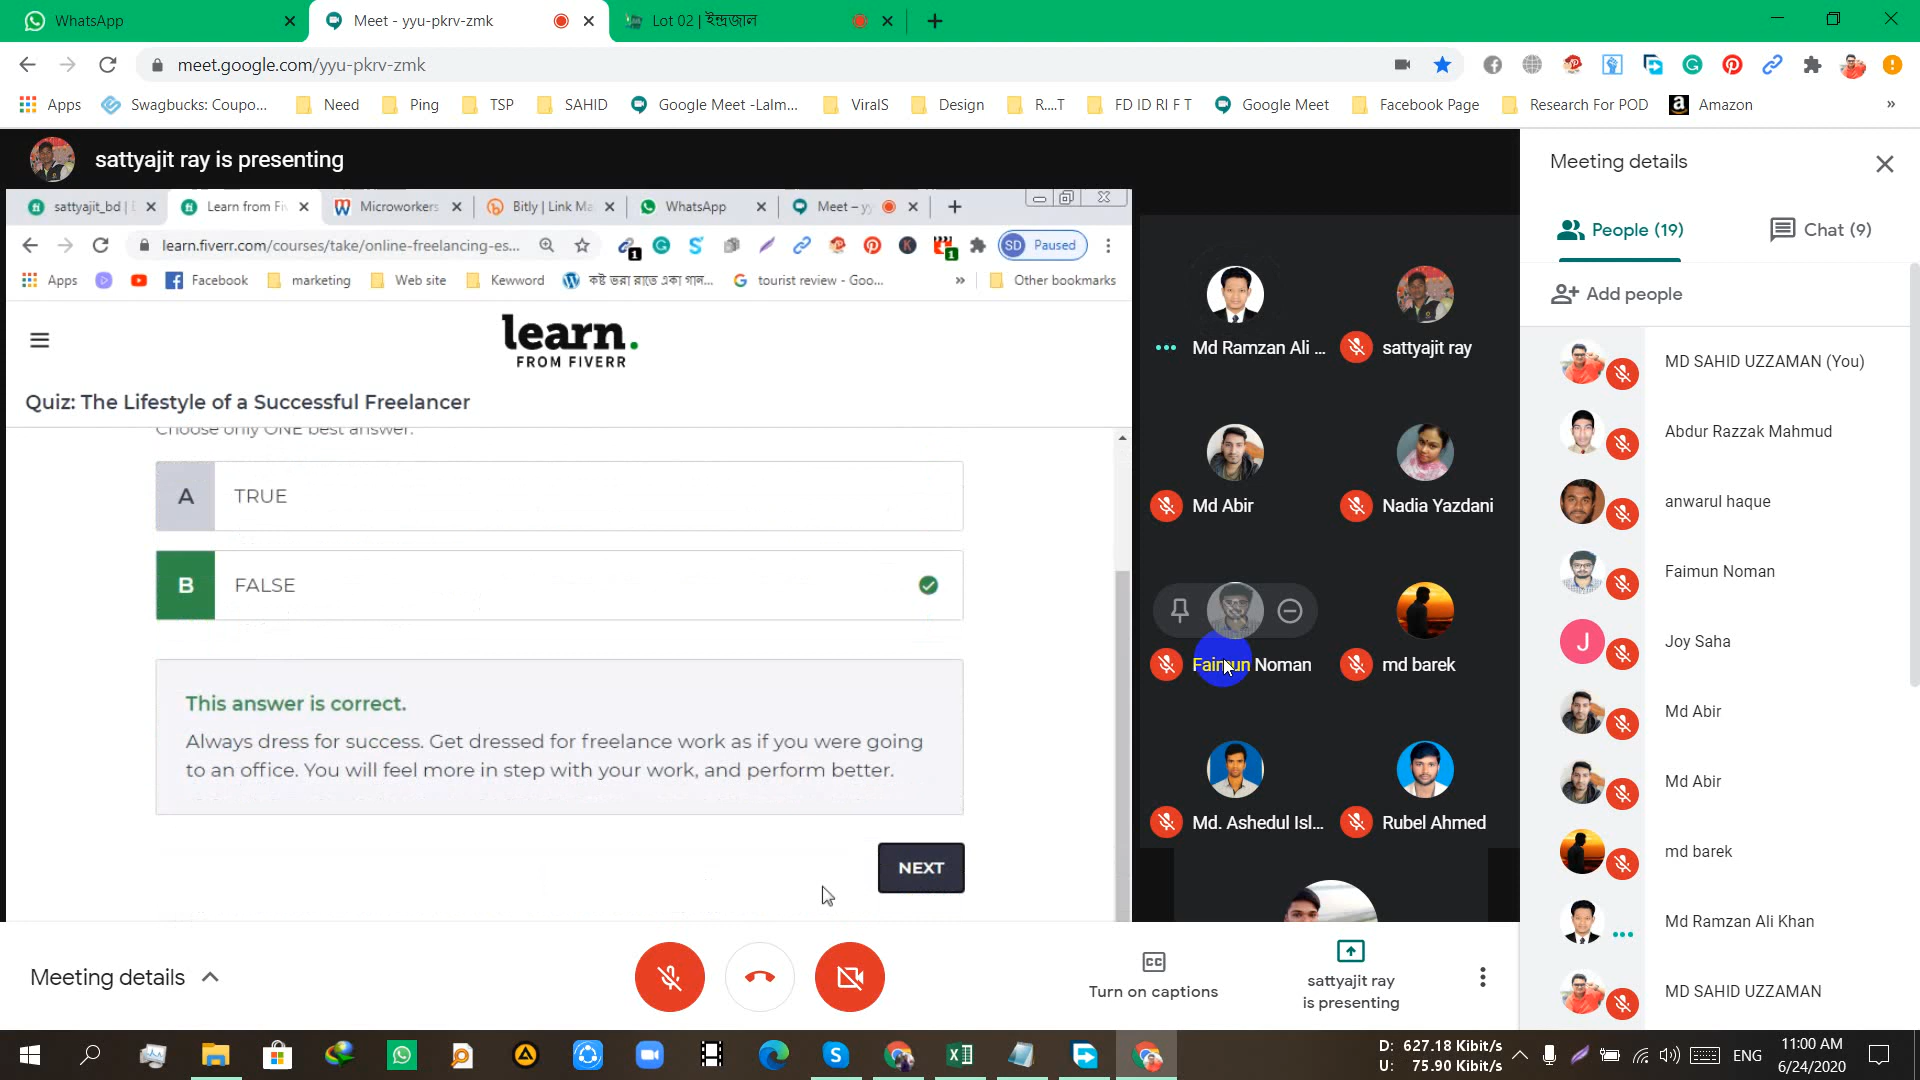 WhatsApp
Meet - yyu-pkrv-zmk
Lot 02 | ইন্দ্রজাল
meet.google.com/yyu-pkrv-zmk
Apps
Swagbucks: Coupo...
Need
Ping
TSP
SAHID
Google Meet -Lalm...
ViralS
Design
R....T
FD ID RI F T
Google Meet
Facebook Page
Research For POD
Amazon
»
sattyajit ray is presenting
sattyajit_bd |
Learn from Fi
Microworkers
Bitly | Link Ma
WhatsApp
Meet – yy
learn.fiverr.com/courses/take/online-freelancing-es...
SD Paused
Apps
Facebook
marketing
Web site
Kewword
কষ্ট ভরা রাতে একা গান...
tourist review - Goo...
»
Other bookmarks
learn.
FROM FIVERR
Quiz: The Lifestyle of a Successful Freelancer
Choose only ONE best answer.
A TRUE
B FALSE
This answer is correct.
Always dress for success. Get dressed for freelance work as if you were going
to an office. You will feel more in step with your work, and perform better.
NEXT
Md Ramzan Ali ...
sattyajit ray
Md Abir
Nadia Yazdani
Faimun Noman
md barek
Md. Ashedul Isl...
Rubel Ahmed
Meeting details
People (19)
Chat (9)
Add people
MD SAHID UZZAMAN (You)
Abdur Razzak Mahmud
anwarul haque
Faimun Noman
J
Joy Saha
Md Abir
Md Abir
md barek
Md Ramzan Ali Khan
MD SAHID UZZAMAN
Meeting details
CC
Turn on captions
sattyajit ray
is presenting
D: 627.18 Kibit/s
U: 75.90 Kibit/s
ENG
11:00 AM
6/24/2020